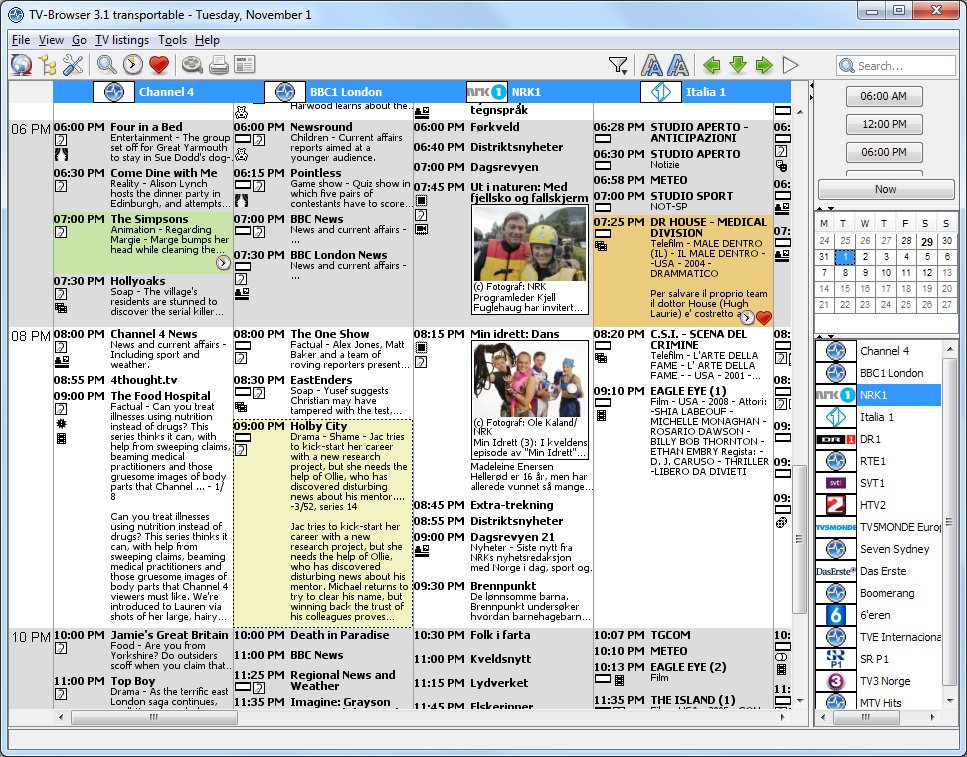 TV-Browser 3.1 transportable - Tuesday, November 1
File View Go TV listings Tools Help
Search...
Channel 4
BBC1 London
nrk 1 NRK1
Italia 1
06 PM
06:00 PM Four in a Bed
Entertainment - The group
set off for Great Yarmouth
to stay in Sue Dodd's dog-...
06:30 PM Come Dine with Me
Reality - Alison Lynch
hosts the dinner party in
Edinburgh, and attempts...
07:00 PM The Simpsons
Animation - Regarding
Margie - Marge bumps her
head while cleaning the...
07:30 PM Hollyoaks
Soap - The village's
residents are stunned to
discover the serial killer...
08 PM
08:00 PM Channel 4 News
News and current affairs -
Including sport and
weather.
08:55 PM 4thought.tv
09:00 PM The Food Hospital
Factual - Can you treat
illnesses using nutrition
instead of drugs? This
series thinks it can, with
help from sweeping claims,
beaming medical
practitioners and those
gruesome images of body
parts that Channel ... - 1/
8
Can you treat illnesses
using nutrition instead of
drugs? This series thinks it
can, with help from
sweeping claims, beaming
medical practitioners and
those gruesome images of
body parts that Channel 4
viewers must like. We're
introduced to Lauren via
shots of her large, hairy...
10 PM
10:00 PM Jamie's Great Britain
Food - Are you from
Yorkshire? Do outsiders
scoff when you claim that...
11:00 PM Top Boy
Drama - As the terrific east
London saga continues,
Harwood learns about the...
06:00 PM Newsround
Children - Current affairs
reports aimed at a
younger audience.
06:15 PM Pointless
Game show - Quiz show in
which five pairs of
contestants have to score...
07:00 PM BBC News
News and current affairs -
...
07:30 PM BBC London News
News and current affairs -
...
08:00 PM The One Show
Factual - Alex Jones, Matt
Baker and a team of
roving reporters present...
08:30 PM EastEnders
Soap - Yusef suggests
Christian may have
tampered with the test,...
09:00 PM Holby City
Drama - Shame - Jac tries
to kick-start her career
with a new research
project, but she needs the
help of Ollie, who has
discovered disturbing
news about his mentor....
-3/52, series 14
Jac tries to kick-start her
career with a new
research project, but she
needs the help of Ollie,
who has discovered
disturbing news about his
mentor. Michael returns to
try to clear his name, but
winning back the trust of
his colleagues proves...
10:00 PM Death in Paradise
11:00 PM BBC News
11:25 PM Regional News and
Weather
11:35 PM Imagine: Grayson
tegnspråk
06:00 PM Førkveld
06:40 PM Distriktsnyheter
07:00 PM Dagsrevyen
07:45 PM Ut i naturen: Med
fjellsko og fallskjerm
(c) Fotograf: NRK
Programleder Kjell
Fuglehaug har invitert...
08:15 PM Min idrett: Dans
(c) Fotograf: Ole Kaland/
NRK
Min Idrett (3): I kveldens
episode av "Min Idrett"...
Madeleine Enersen
Hellerød er 16 år, men har
allerede vunnet så mange...
08:45 PM Extra-trekning
08:55 PM Distriktsnyheter
09:00 PM Dagsrevyen 21
Nyheter - Siste nytt fra
NRKs nyhetsredaksjon
med Norge i dag, sport og...
09:30 PM Brennpunkt
De lønnsomme barna.
Brennpunkt undersøker
hvordan barnehagebarn...
10:30 PM Folk i farta
11:00 PM Kveldsnytt
11:15 PM Lydverket
11:45 PM Elskerinner
06:28 PM STUDIO APERTO -
ANTICIPAZIONI
06:30 PM STUDIO APERTO
Notizie
06:58 PM METEO
07:00 PM STUDIO SPORT
NOT-SP
07:25 PM DR HOUSE - MEDICAL
DIVISION
Telefilm - MALE DENTRO
(IL) - IL MALE DENTRO -
-USA - 2004 -
DRAMMATICO
Per salvare il proprio team
il dottor House (Hugh
Laurie) e' costretto a...
08:20 PM C.S.I. - SCENA DEL
CRIMINE
Telefilm - L'ARTE DELLA
FAME - L' ARTE DELLA
FAME - - USA - 2001 -...
09:10 PM EAGLE EYE (1)
Film - USA - 2008 - Attori:
-SHIA LABEOUF -
MICHELLE MONAGHAN -
ROSARIO DAWSON -
BILLY BOB THORNTON -
ETHAN EMBRY Regista: -
D. J. CARUSO - THRILLER
-LIBERO DA DIVIETI
10:07 PM TGCOM
10:10 PM METEO
10:13 PM EAGLE EYE (2)
Film
11:35 PM THE ISLAND (1)
06:00 AM
12:00 PM
06:00 PM
Now
M T W T F S S
24 25 26 27 28 29 30
31 1 2 3 4 5 6
7 8 9 10 11 12 13
14 15 16 17 18 19 20
21 22 23 24 25 26 27
Channel 4
BBC1 London
nrk 1 NRK1
Italia 1
DR 1 DR1
RTE1
svt1 SVT1
2 HTV2
TV5MONDE TV5MONDE Europ
Seven Sydney
DasErste Das Erste
Boomerang
6 6'eren
TVE Internaciona
SR P1 SR P1
3 TV3 Norge
MTV Hits